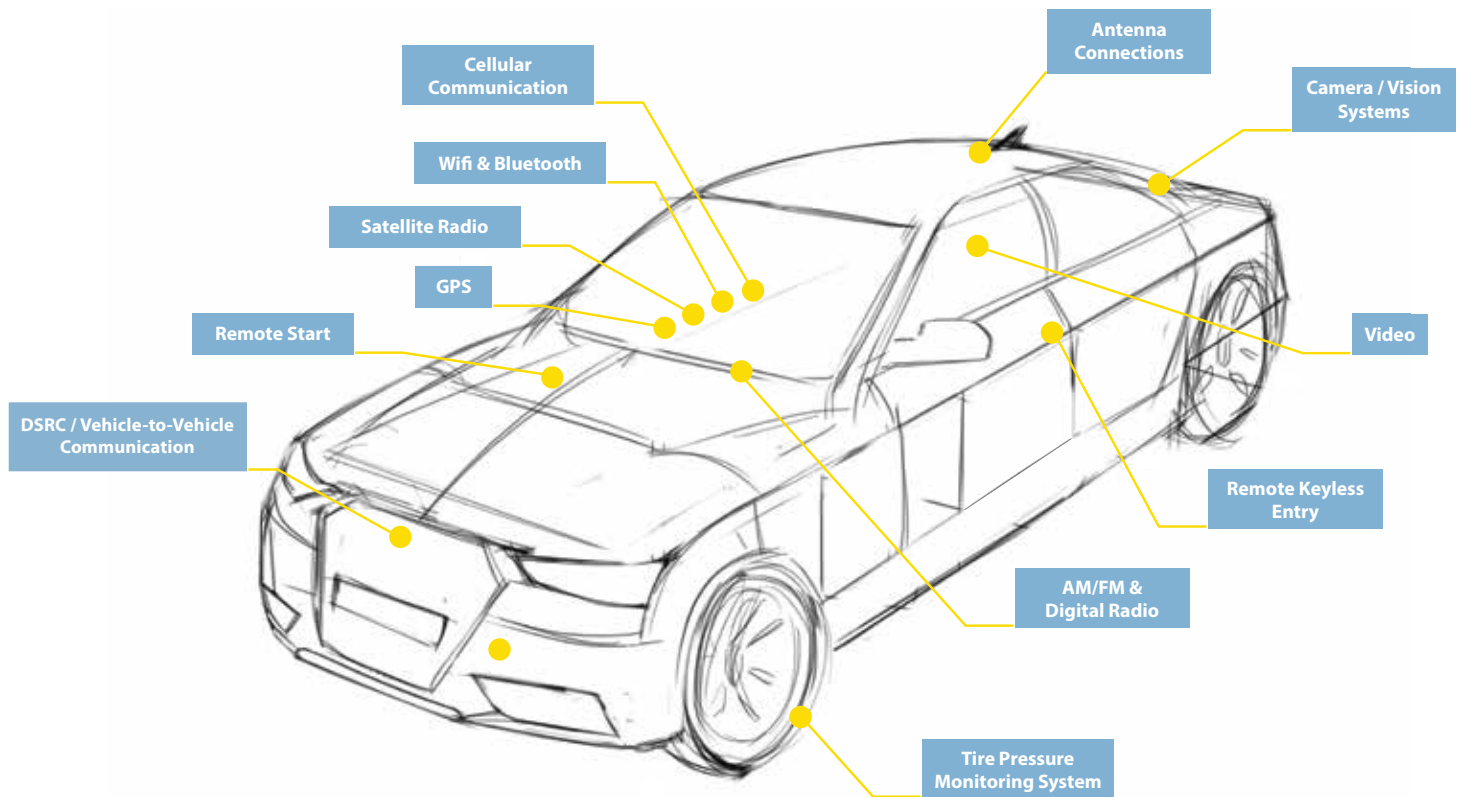 Antenna
Connections
Cellular
Communication
Camera / Vision
Systems
Wifi & Bluetooth
Satellite Radio
GPS
Remote Start
Video
DSRC / Vehicle-to-Vehicle
Communication
Remote Keyless
Entry
AM/FM &
Digital Radio
Tire Pressure
Monitoring System